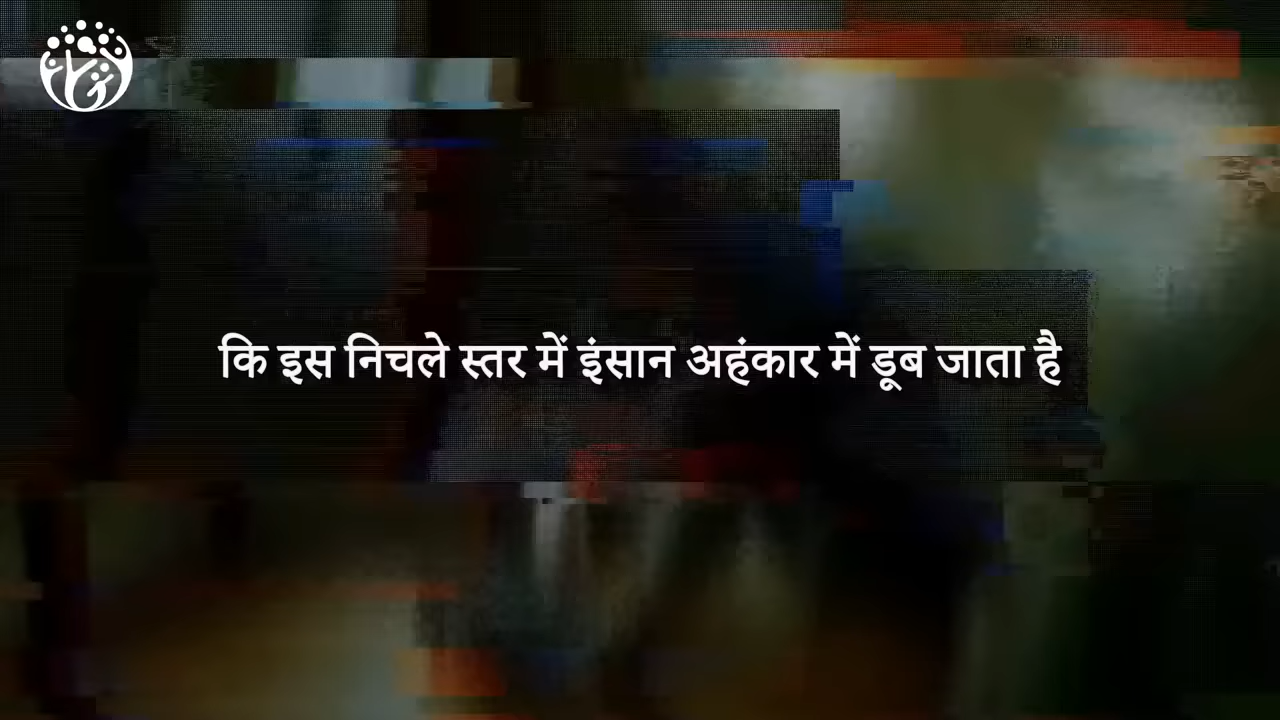 कि इस निचले स्तर में इंसान अहंकार में डूब जाता है